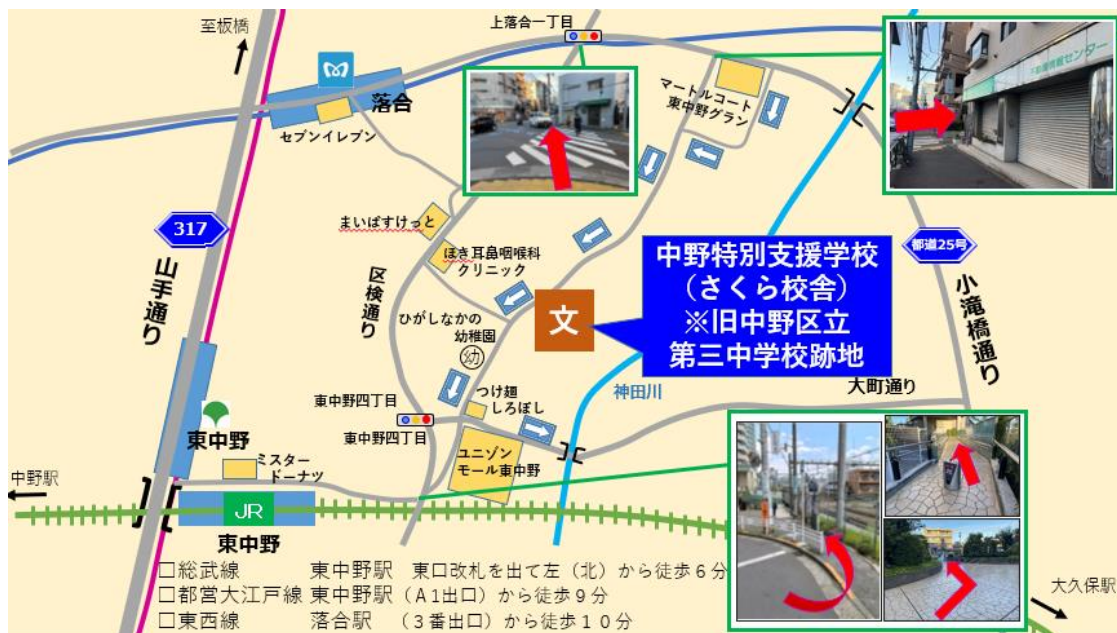 至板橋
上落合一丁目
落合
セブンイレブン
マートルコート
東中野グラン
不動産情報センター
317
山手通り
まいばすけっと
ほき耳鼻咽喉科
クリニック
区検通り
ひがしなかの
幼稚園
幼
文
中野特別支援学校
（さくら校舎）
※旧中野区立
第三中学校跡地
都道25号
小滝橋通り
大町通り
神田川
つけ麺
しろぼし
東中野四丁目
東中野四丁目
ユニゾン
モール東中野
東中野
ミスター
ドーナツ
中野駅
JR
東中野
大久保駅
□総武線　東中野駅　東口改札を出て左（北）から徒歩６分
□都営大江戸線　東中野駅（A1出口）から徒歩９分
□東西線　落合駅　（３番出口）から徒歩１０分